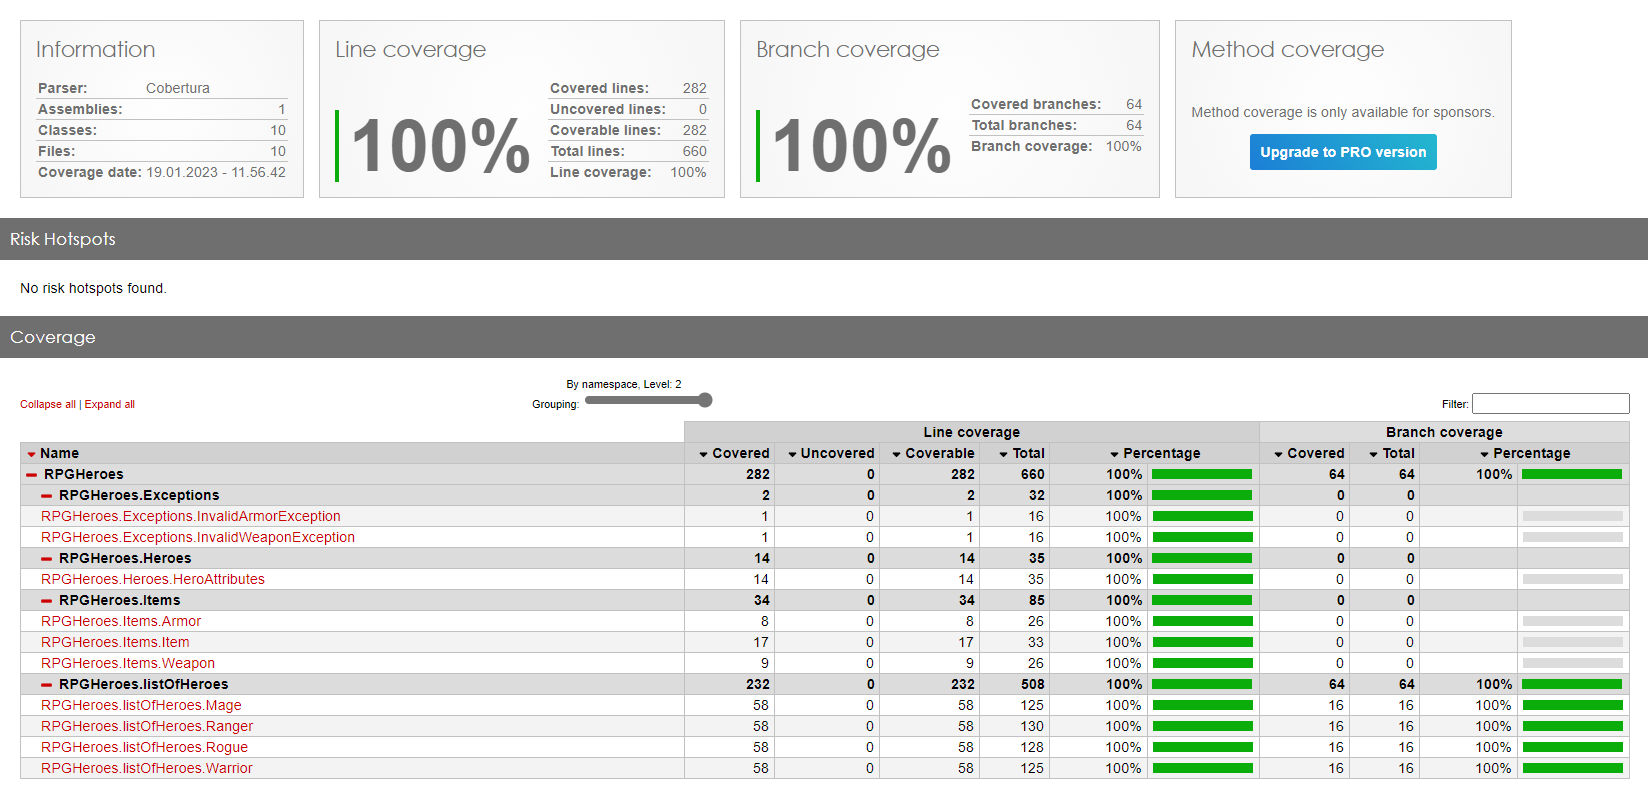 Information
Parser: Cobertura
Assemblies: 1
Classes: 10
Files: 10
Coverage date: 19.01.2023 - 11.56.42
Line coverage
100%
Covered lines: 282
Uncovered lines: 0
Coverable lines: 282
Total lines: 660
Line coverage: 100%
Branch coverage
100%
Covered branches: 64
Total branches: 64
Branch coverage: 100%
Method coverage
Method coverage is only available for sponsors.
Upgrade to PRO version
Risk Hotspots
No risk hotspots found.
Coverage
Collapse all | Expand all
By namespace, Level: 2
Grouping:
Filter:
Line coverage Branch coverage
Name Covered Uncovered Coverable Total Percentage Covered Total Percentage
RPGHeroes 282 0 282 660 100% 64 64 100%
RPGHeroes.Exceptions 2 0 2 32 100% 0 0
RPGHeroes.Exceptions.InvalidArmorException 1 0 1 16 100% 0 0
RPGHeroes.Exceptions.InvalidWeaponException 1 0 1 16 100% 0 0
RPGHeroes.Heroes 14 0 14 35 100% 0 0
RPGHeroes.Heroes.HeroAttributes 14 0 14 35 100% 0 0
RPGHeroes.Items 34 0 34 85 100% 0 0
RPGHeroes.Items.Armor 8 0 8 26 100% 0 0
RPGHeroes.Items.Item 17 0 17 33 100% 0 0
RPGHeroes.Items.Weapon 9 0 9 26 100% 0 0
RPGHeroes.listOfHeroes 232 0 232 508 100% 64 64 100%
RPGHeroes.listOfHeroes.Mage 58 0 58 125 100% 16 16 100%
RPGHeroes.listOfHeroes.Ranger 58 0 58 130 100% 16 16 100%
RPGHeroes.listOfHeroes.Rogue 58 0 58 128 100% 16 16 100%
RPGHeroes.listOfHeroes.Warrior 58 0 58 125 100% 16 16 100%